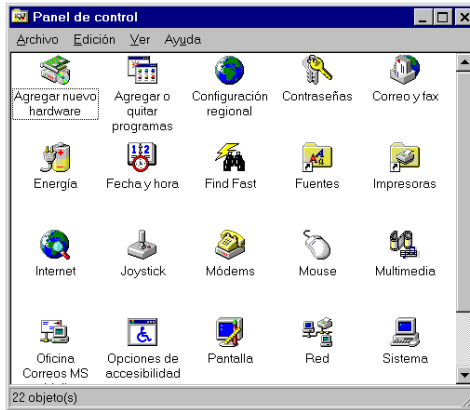 Panel de control
Archivo Edición Ver Ayuda
Agregar nuevo hardware
Agregar o quitar programas
Configuración regional
Contraseñas
Correo y fax
Energía
Fecha y hora
Find Fast
Fuentes
Impresoras
Internet
Joystick
Módems
Mouse
Multimedia
Oficina Correos MS
Opciones de accesibilidad
Pantalla
Red
Sistema
22 objeto(s)